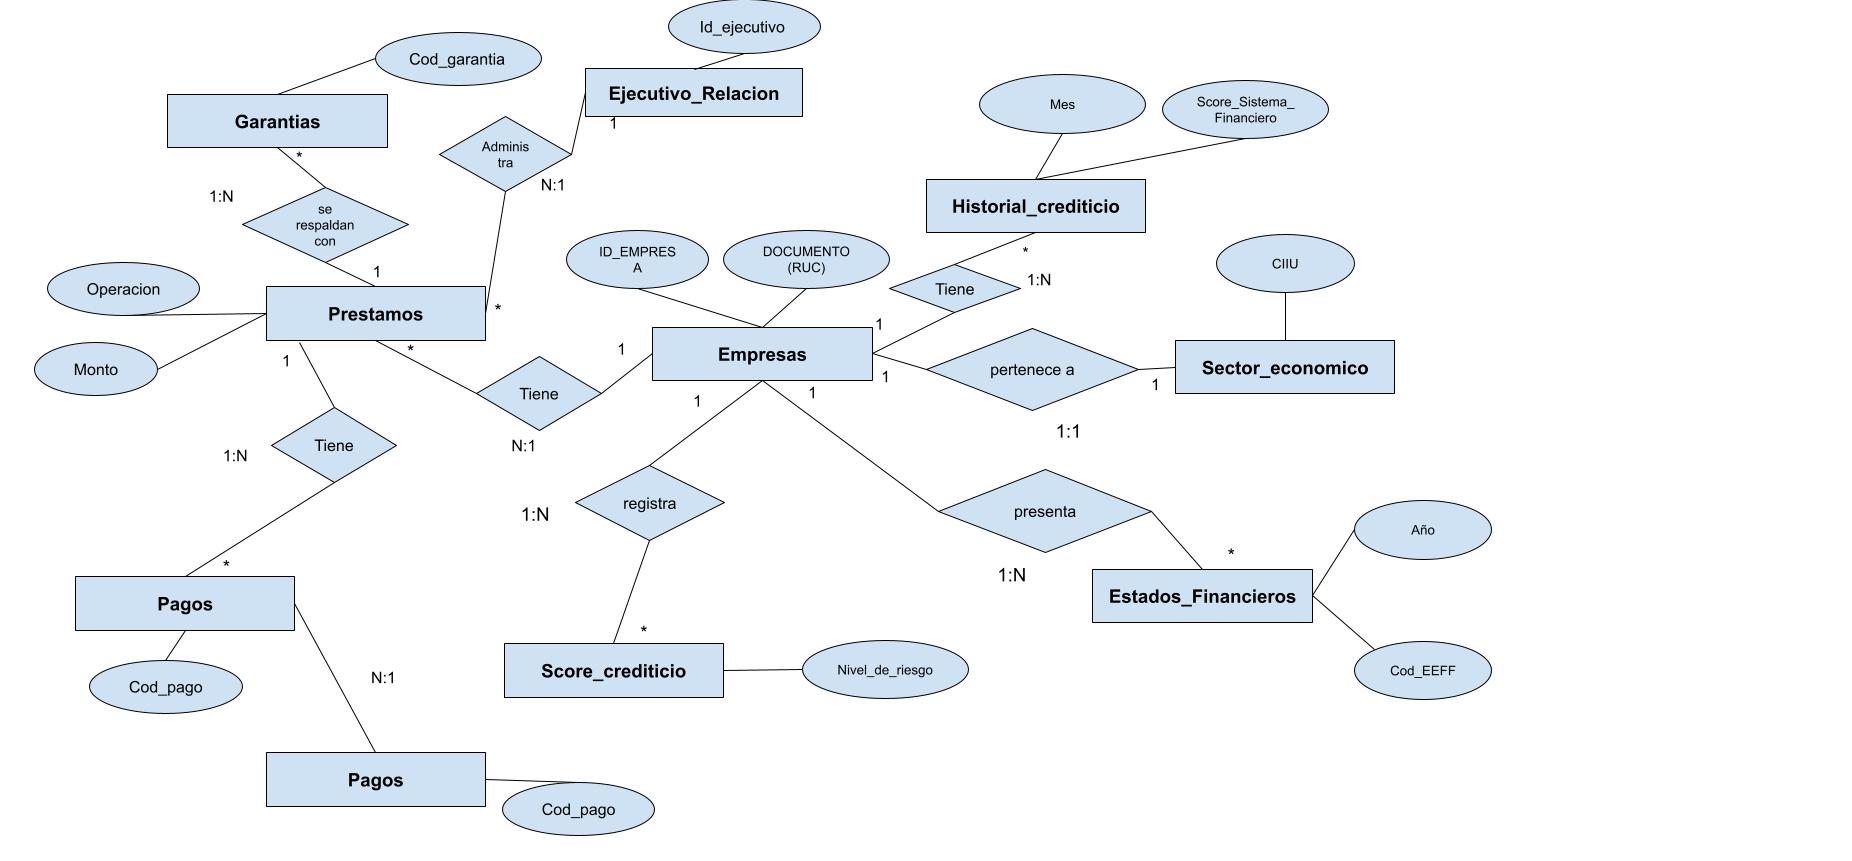 Id_ejecutivo
Cod_garantia
Ejecutivo_Relacion
Garantias
1
Mes
Score_Sistema_
Financiero
Adminis
tra
*
N:1
1:N
se
respaldan
con
Historial_crediticio
ID_EMPRES
A
DOCUMENTO
(RUC)
*
CIIU
1
Tiene
1:N
Operacion
*
Prestamos
1
*
1
Empresas
1
Monto
1
pertenece a
Sector_economico
1
1
1
Tiene
1:1
Tiene
1:N
N:1
registra
1:N
presenta
Año
*
1:N
*
Pagos
Estados_Financieros
*
Score_crediticio
Nivel_de_riesgo
Cod_EEFF
Cod_pago
N:1
Pagos
Cod_pago